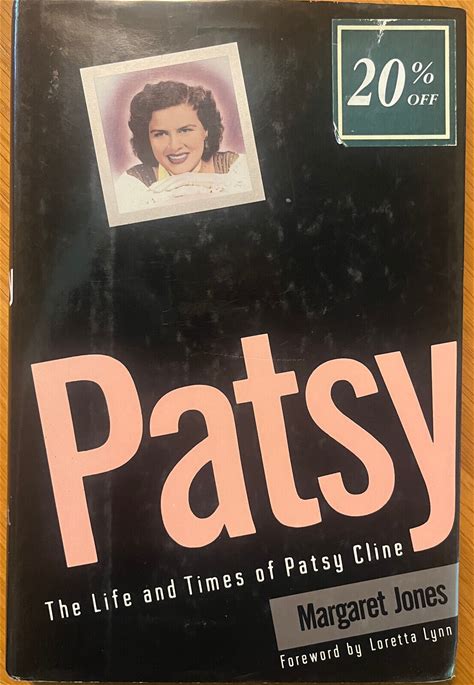 20%
OFF
Patsy
The Life and Times of Patsy Cline
Margaret Jones
Foreword by Loretta Lynn